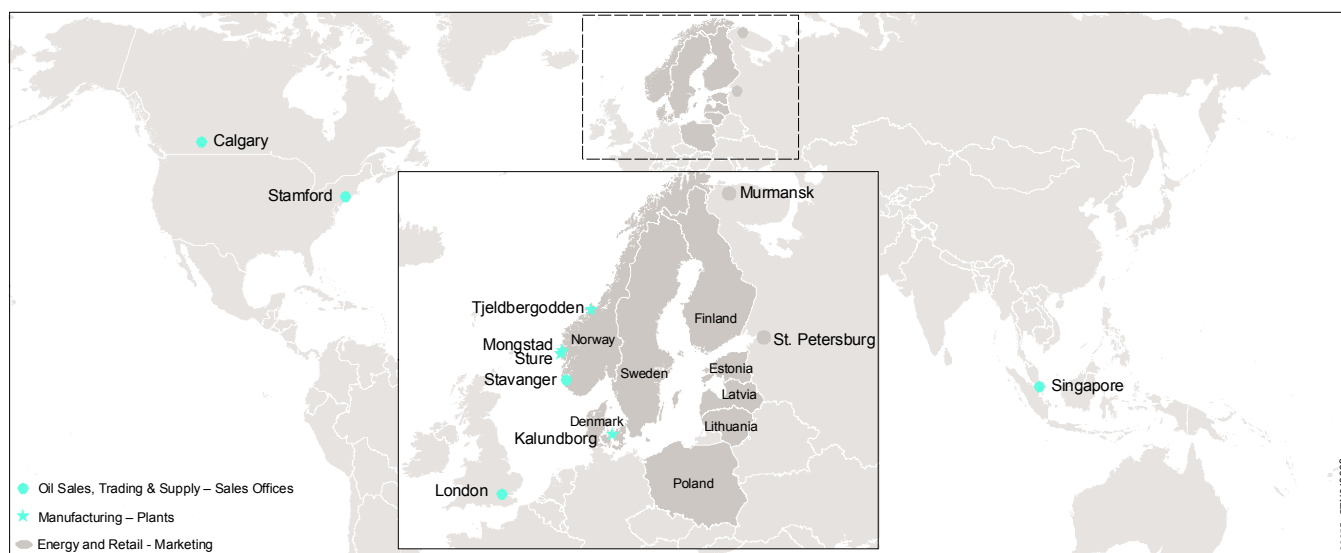 Calgary
Stamford
Murmansk
Tjeldbergodden
Finland
Norway
St. Petersburg
Mongstad
Sture
Estonia
Sweden
Stavanger
Singapore
Latvia
Denmark
Lithuania
Kalundborg
Poland
London
Oil Sales, Trading & Supply – Sales Offices
Manufacturing – Plants
Energy and Retail - Marketing